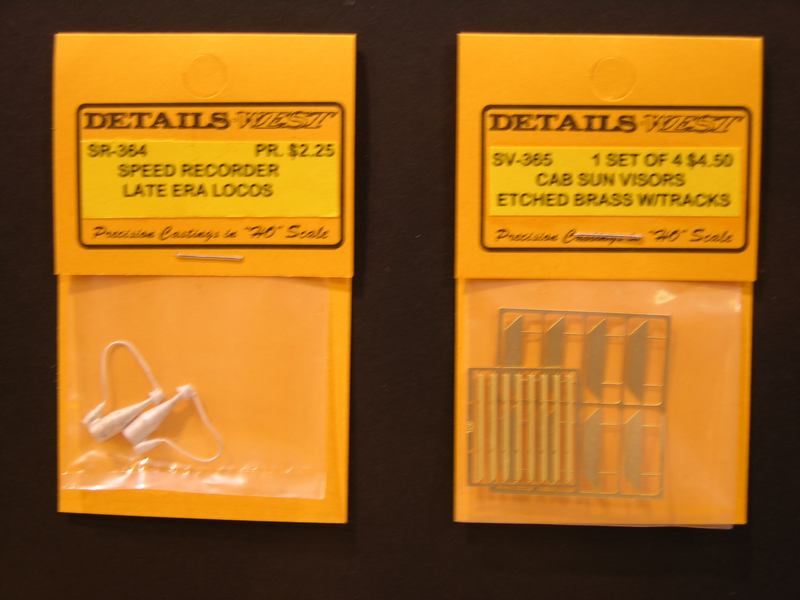 DETAILS WEST
SR-364 PR. $2.25
SPEED RECORDER
LATE ERA LOCOS
Precision Castings in "HO" Scale
DETAILS WEST
SV-365 1 SET OF 4 $4.50
CAB SUN VISORS
ETCHED BRASS W/TRACKS
Precision Castings in "HO" Scale